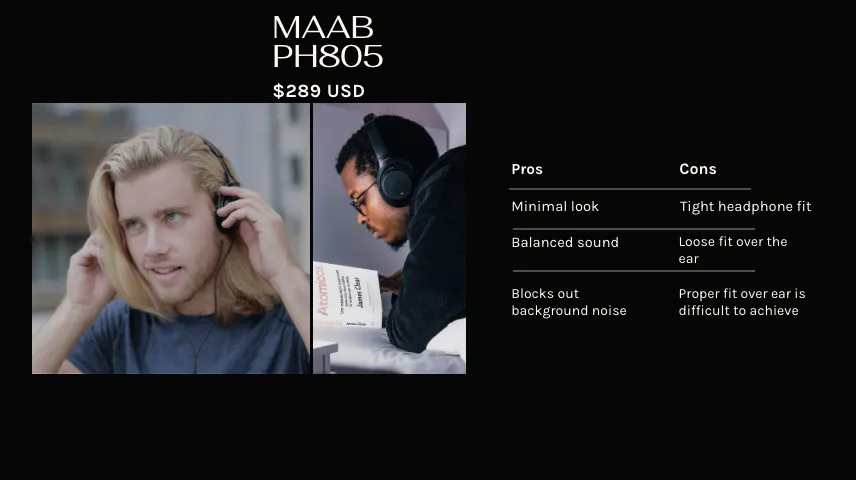 MAAB
PH805
$289 USD
Pros
Cons
Minimal look
Tight headphone fit
Balanced sound
Loose fit over the
ear
Blocks out
background noise
Proper fit over ear is
difficult to achieve
James Clear